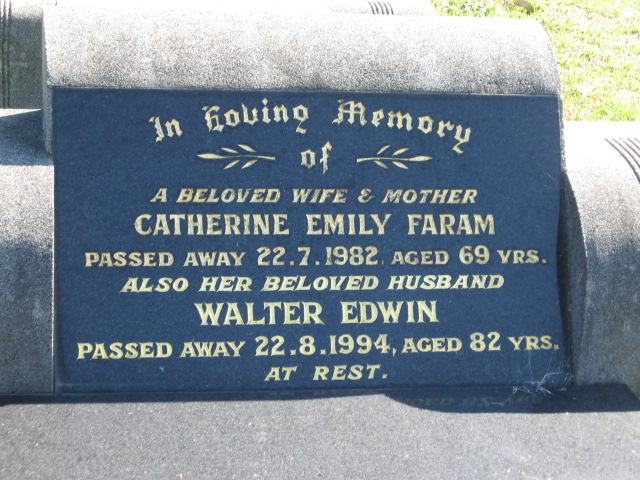 In Loving Memory
of
A BELOVED WIFE & MOTHER
CATHERINE EMILY FARAM
PASSED AWAY 22.7.1982, AGED 69 YRS.
ALSO HER BELOVED HUSBAND
WALTER EDWIN
PASSED AWAY 22.8.1994, AGED 82 YRS.
AT REST.